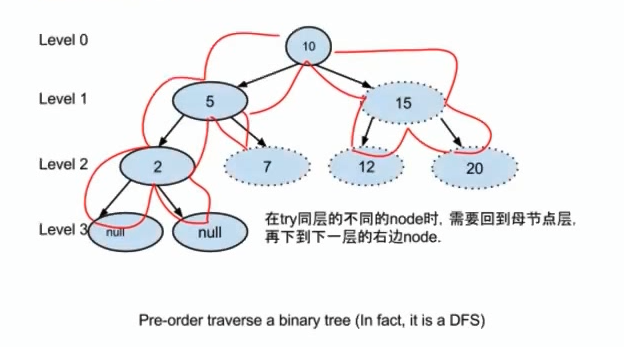 Level 0
10
Level 1
5
15
Level 2
2
7
12
20
Level 3
null
null
在try同层的不同的node时, 需要回到母节点层,
再下到下一层的右边node.
Pre-order traverse a binary tree (In fact, it is a DFS)